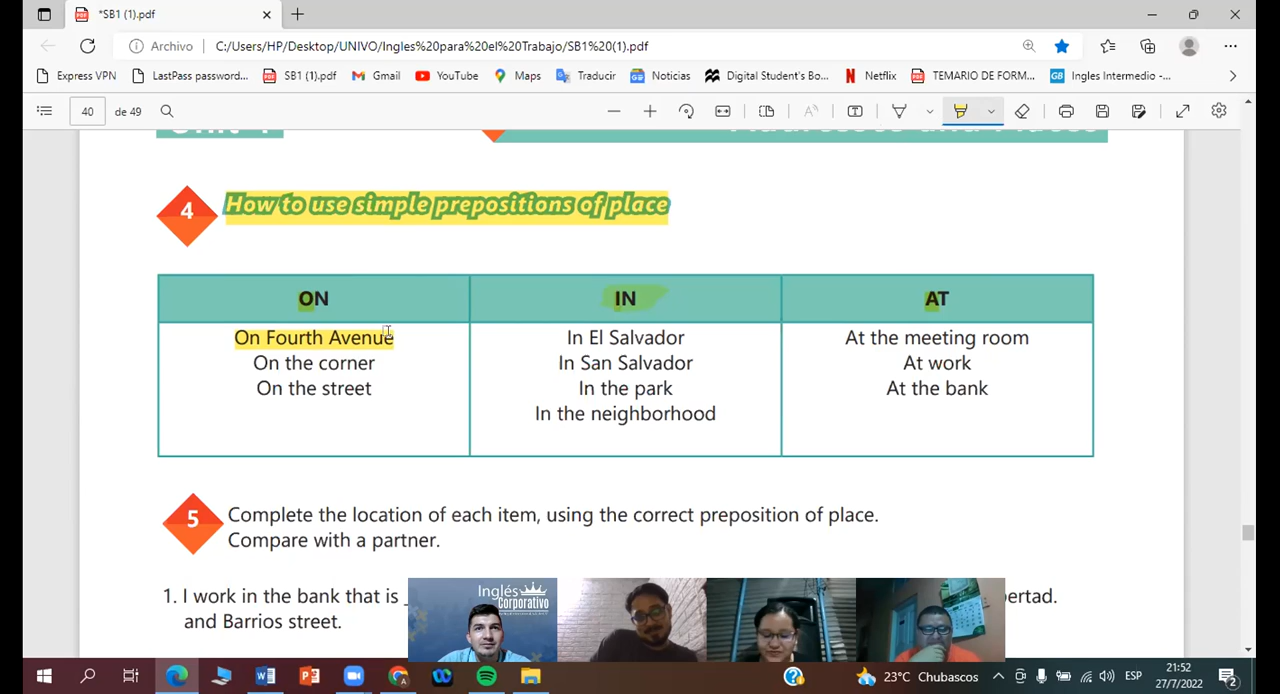 *SB1 (1).pdf
Archivo C:/Users/HP/Desktop/UNIVO/Ingles%20para%20el%20Trabajo/SB1%20(1).pdf
Express VPN LastPass password... SB1 (1).pdf Gmail YouTube Maps Traducir Noticias Digital Student's Bo... Netflix TEMARIO DE FORM... Ingles Intermedio -...
40 de 49
4 How to use simple prepositions of place
ON IN AT
On Fourth Avenue In El Salvador At the meeting room
On the corner In San Salvador At work
On the street In the park At the bank
In the neighborhood
5 Complete the location of each item, using the correct preposition of place.
Compare with a partner.
1. I work in the bank that is
and Barrios street.
Inglés
Corporativo
23°C Chubascos ESP 21:52
27/7/2022 2